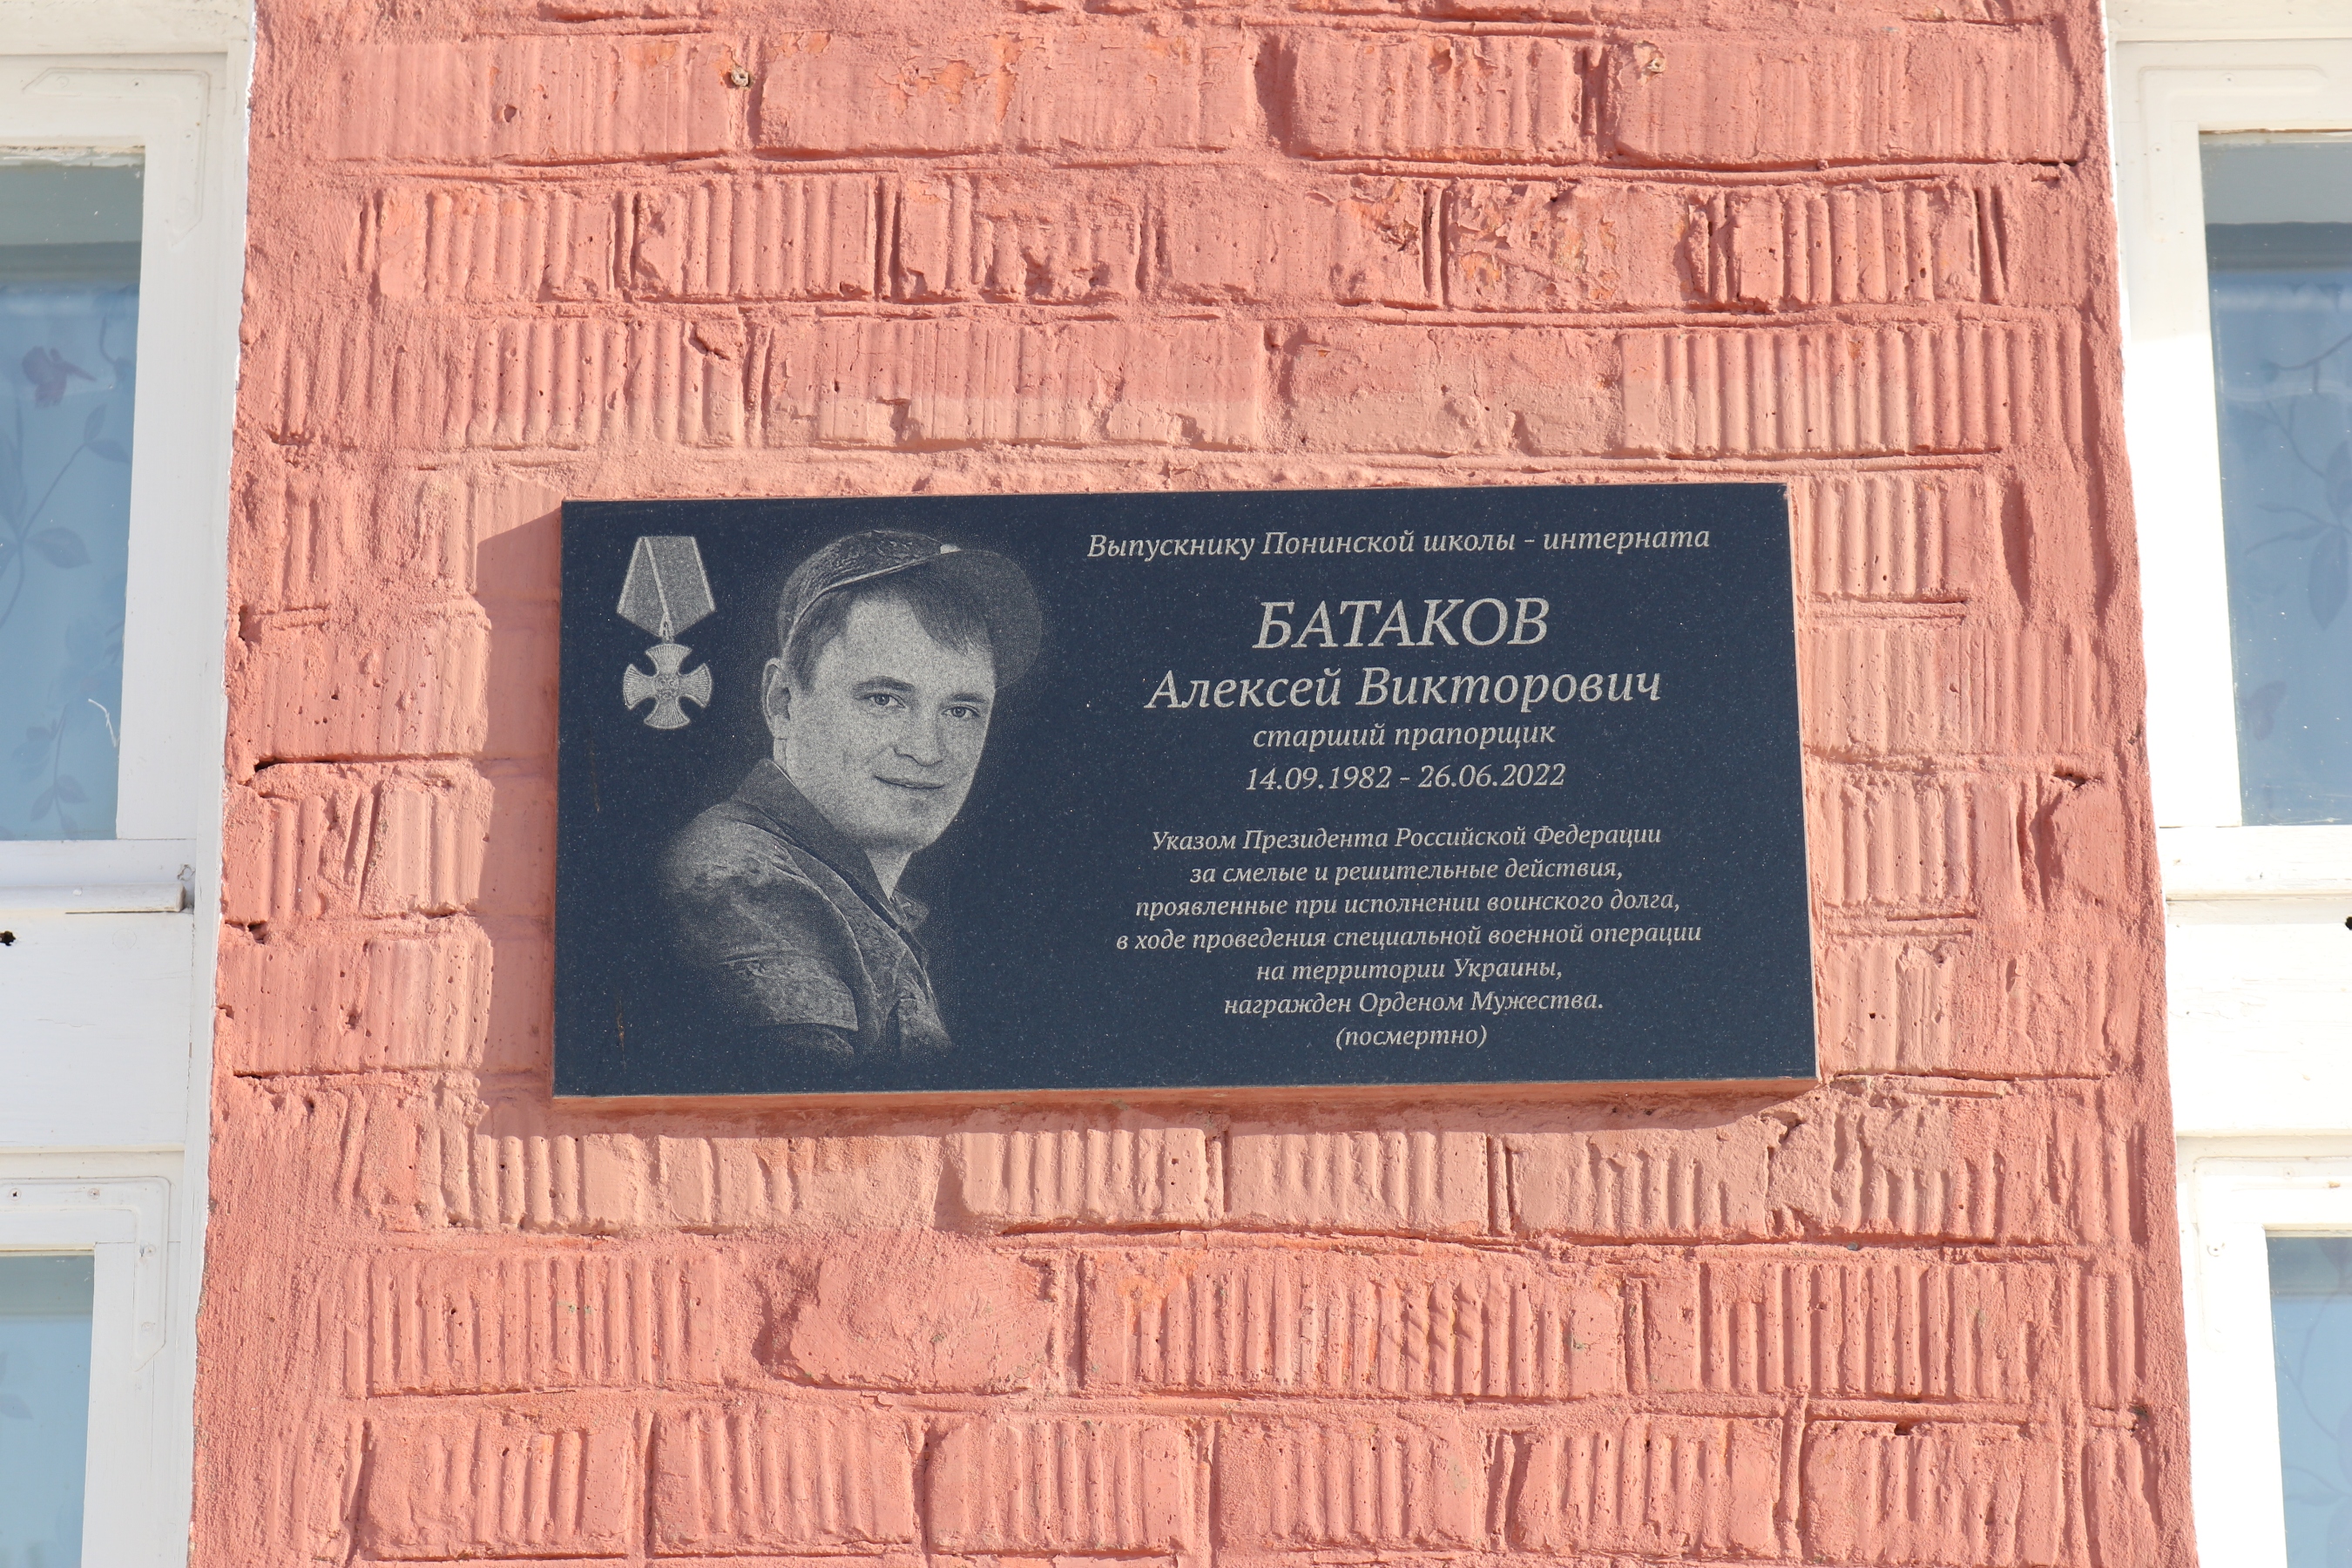 Выпускнику Понинской школы - интерната
БАТАКОВ
Алексей Викторович
старший прапорщик
14.09.1982 - 26.06.2022
Указом Президента Российской Федерации
за смелые и решительные действия,
проявленные при исполнении воинского долга,
в ходе проведения специальной военной операции
на территории Украины,
награжден Орденом Мужества.
(посмертно)